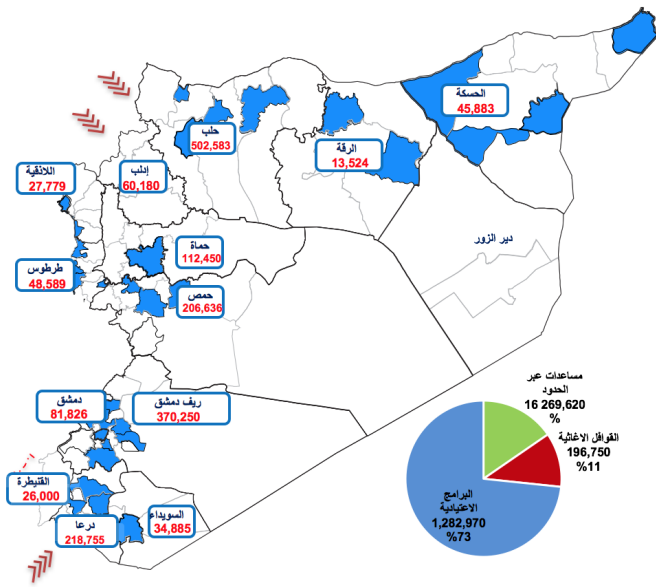 الحسكة
45,883
حلب
502,583
الرقة
13,524
إدلب
60,180
اللاذقية
27,779
حماة
112,450
دير الزور
طرطوس
48,589
حمص
206,636
دمشق
81,826
ريف دمشق
370,250
القنيطرة
26,000
السويداء
34,885
درعا
218,755
مساعدات عبر
الحدود
16 269,620
%
القوافل الاغاثية
196,750
%11
البرامج
الاعتيادية
1,282,970
%73